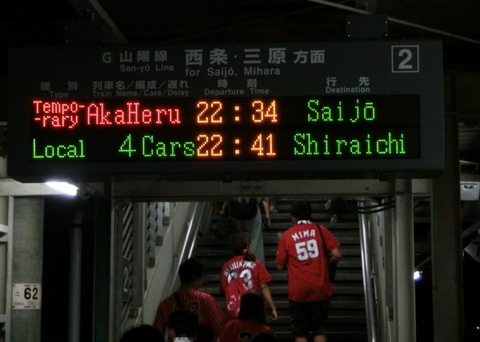 G 山陽線 西条・三原方面 2
San-yō Line for Saijō, Mihara
種別 列車名/編成/遅れ 時刻 行先
Type Train Name/Cars/Delay Departure Time Destination
Tempo-rary AkaHeru 22:34 Saijō
Local 4Cars 22:41 Shiraichi
MIMA
59
62